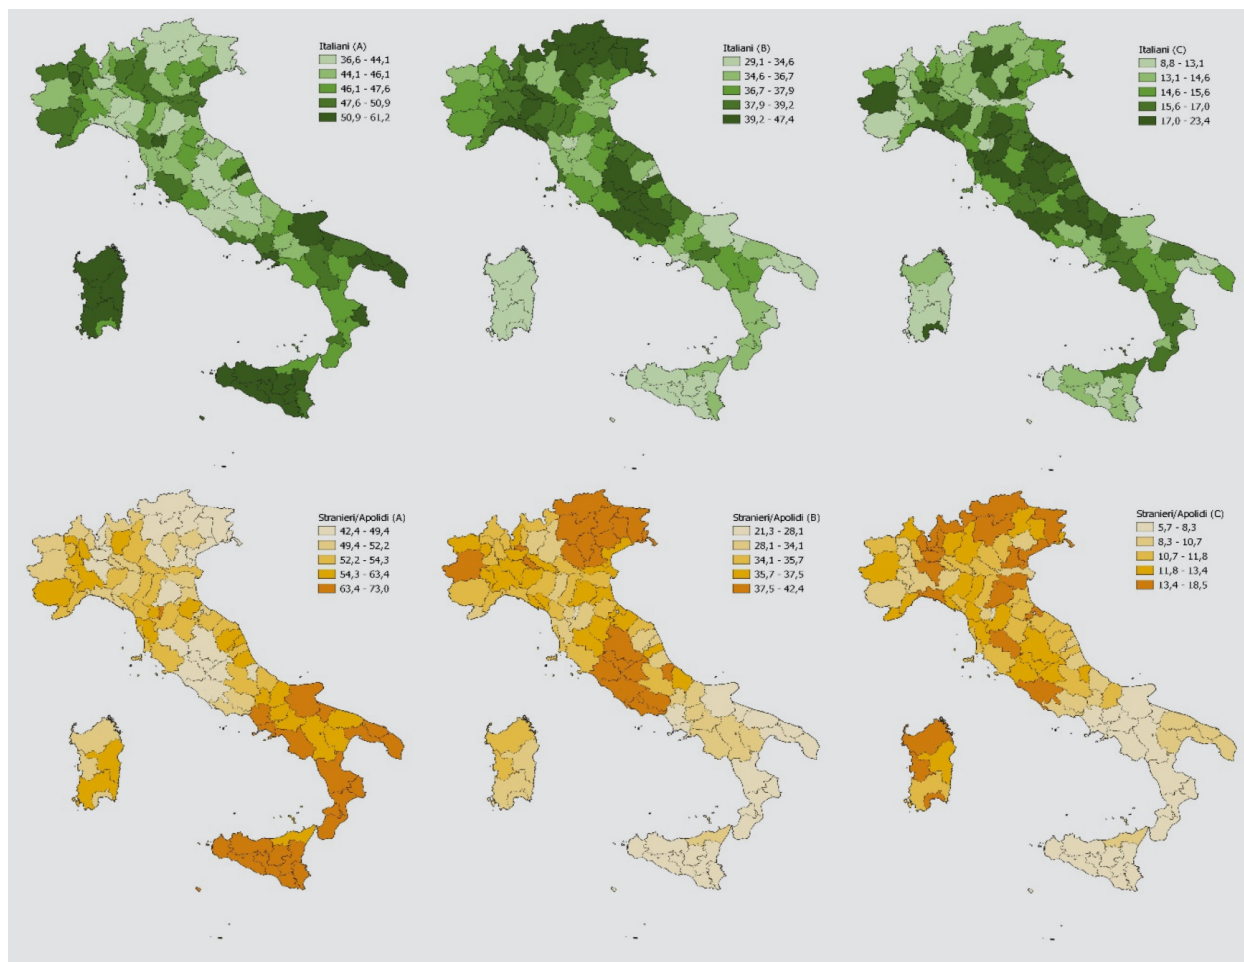 Italiani (A)
36,6 - 44,1
44,1 - 46,1
46,1 - 47,6
47,6 - 50,9
50,9 - 61,2
Italiani (B)
29,1 - 34,6
34,6 - 36,7
36,7 - 37,9
37,9 - 39,2
39,2 - 47,4
Italiani (C)
8,8 - 13,1
13,1 - 14,6
14,6 - 15,6
15,6 - 17,0
17,0 - 23,4
Stranieri/Apolidi (A)
42,4 - 49,4
49,4 - 52,2
52,2 - 54,3
54,3 - 63,4
63,4 - 73,0
Stranieri/Apolidi (B)
21,3 - 28,1
28,1 - 34,1
34,1 - 35,7
35,7 - 37,5
37,5 - 42,4
Stranieri/Apolidi (C)
5,7 - 8,3
8,3 - 10,7
10,7 - 11,8
11,8 - 13,4
13,4 - 18,5